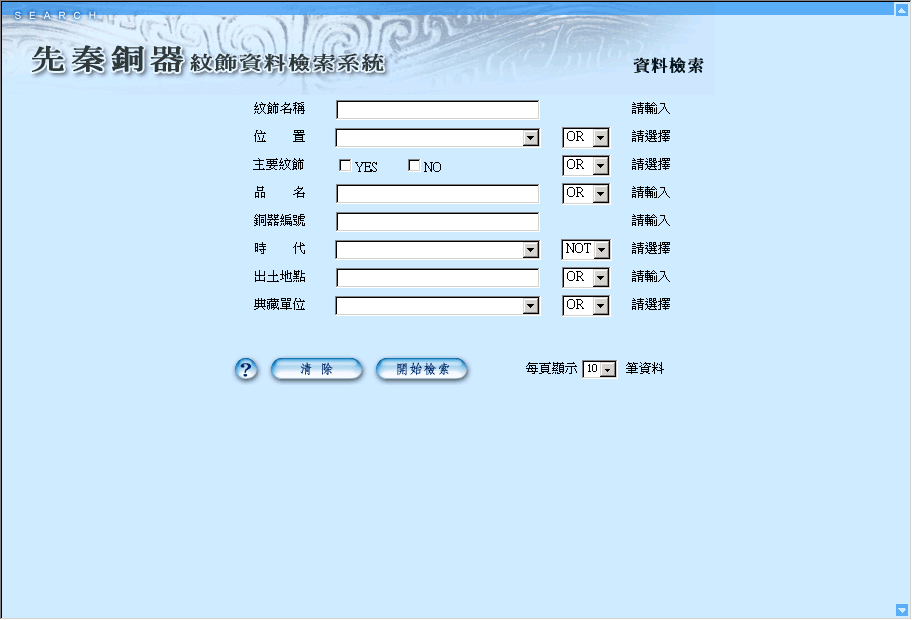 SEARCH
先秦銅器紋飾資料檢索系統
資料檢索
紋飾名稱 請輸入
位 置 OR 請選擇
主要紋飾 YES NO OR 請選擇
品 名 OR 請輸入
銅器編號 請輸入
時 代 NOT 請選擇
出土地點 OR 請輸入
典藏單位 OR 請選擇
? 清 除 開始檢索 每頁顯示 10 筆資料